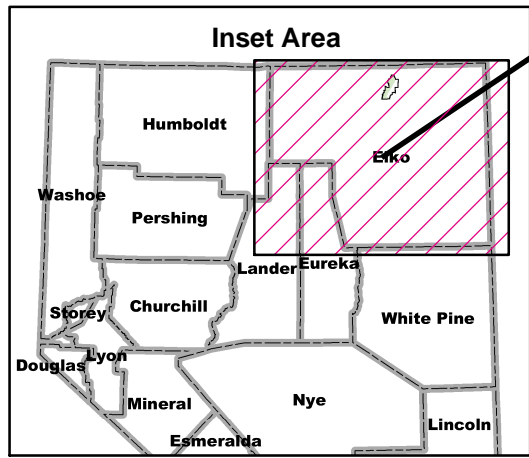 Inset Area
Humboldt
Elko
Washoe
Pershing
Lander
Eureka
Churchill
Storey
White Pine
Lyon
Douglas
Mineral
Nye
Lincoln
Esmeralda